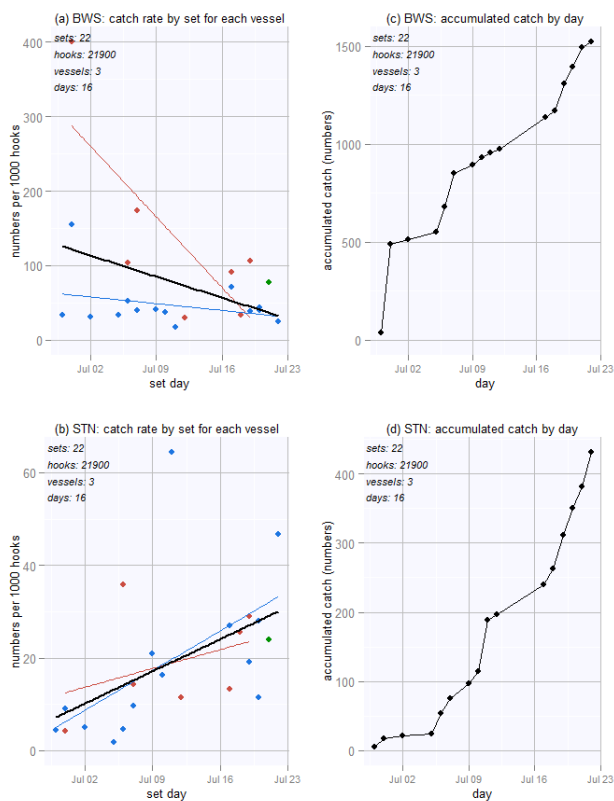 (a) BWS: catch rate by set for each vessel
sets: 22
hooks: 21900
vessels: 3
days: 16
numbers per 1000 hooks
400
300
200
100
0
Jul 02
Jul 09
Jul 16
Jul 23
set day
(c) BWS: accumulated catch by day
sets: 22
hooks: 21900
vessels: 3
days: 16
accumulated catch (numbers)
1500
1000
500
0
Jul 02
Jul 09
Jul 16
Jul 23
day
(b) STN: catch rate by set for each vessel
sets: 22
hooks: 21900
vessels: 3
days: 16
numbers per 1000 hooks
60
40
20
0
Jul 02
Jul 09
Jul 16
Jul 23
set day
(d) STN: accumulated catch by day
sets: 22
hooks: 21900
vessels: 3
days: 16
accumulated catch (numbers)
400
300
200
100
0
Jul 02
Jul 09
Jul 16
Jul 23
day